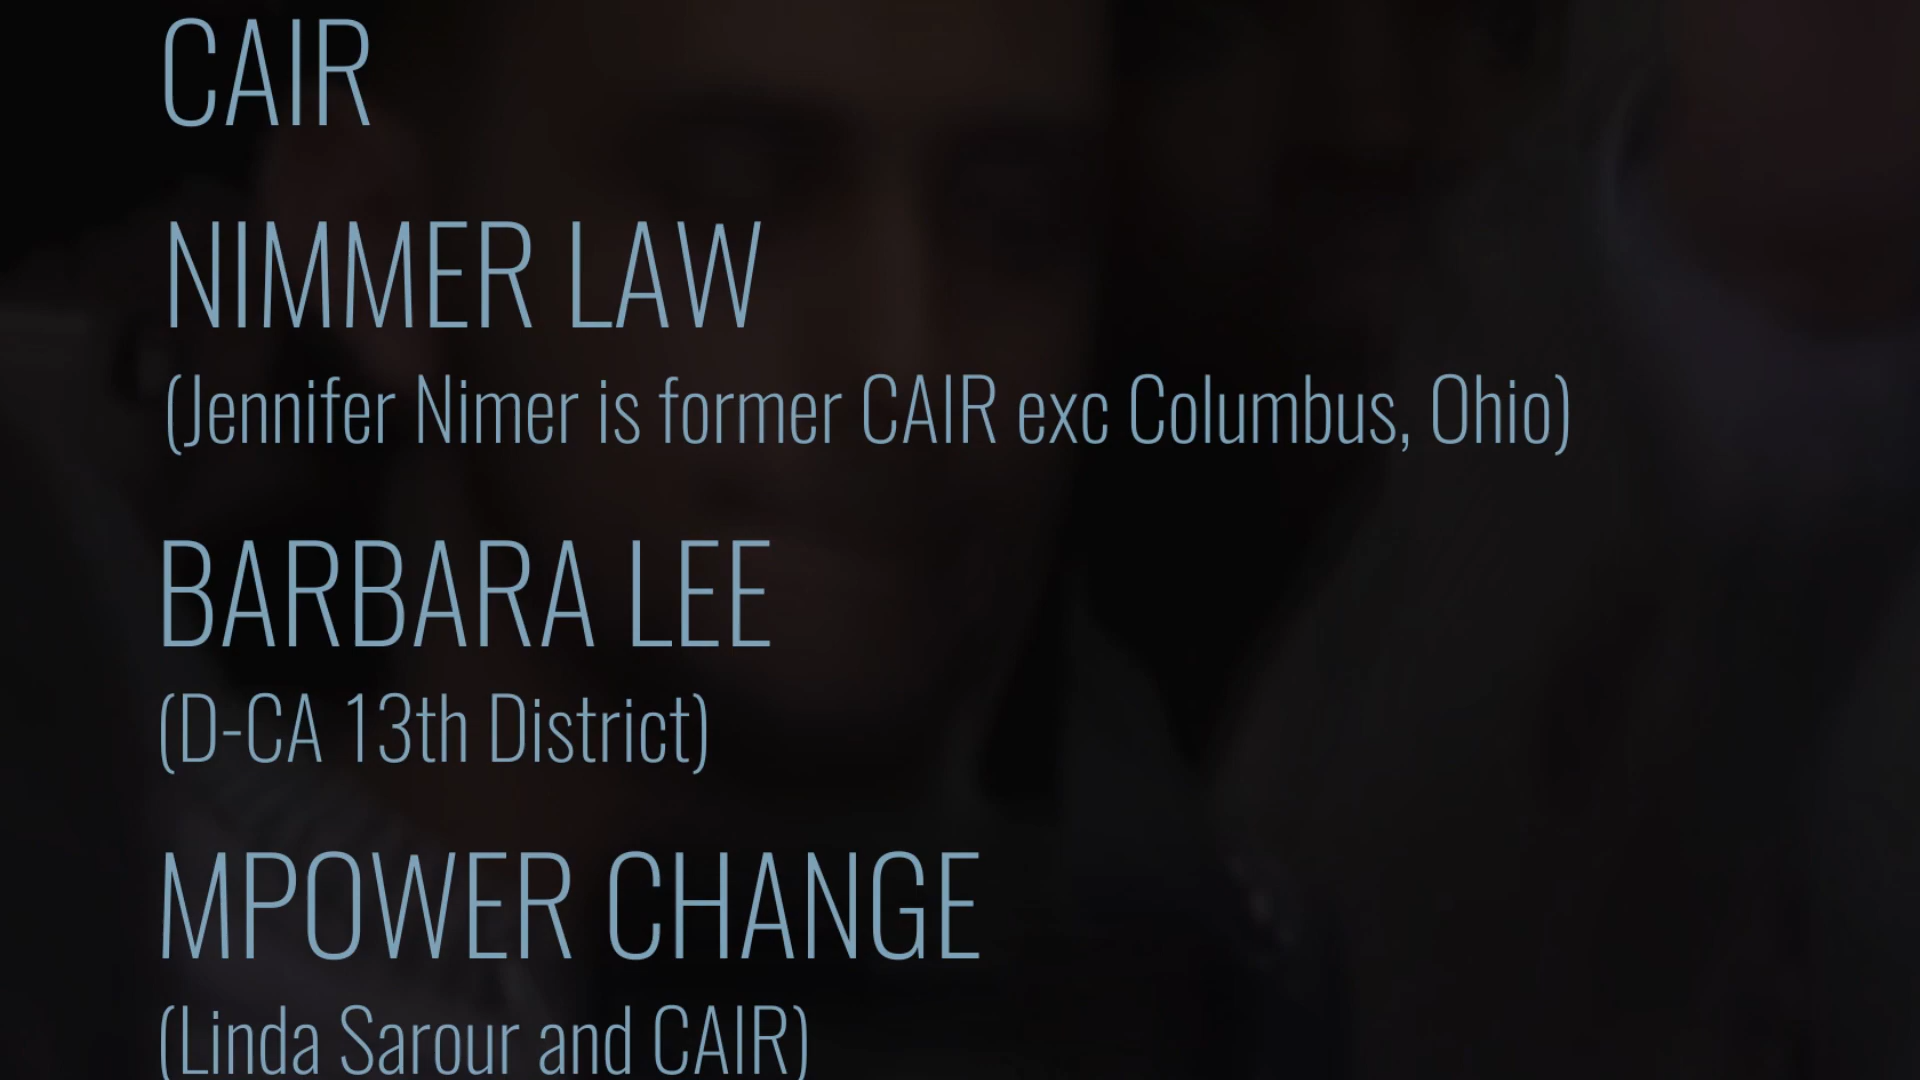 CAIR
NIMMER LAW
(Jennifer Nimer is former CAIR exc Columbus, Ohio)
BARBARA LEE
(D-CA 13th District)
MPOWER CHANGE
(Linda Sarour and CAIR)